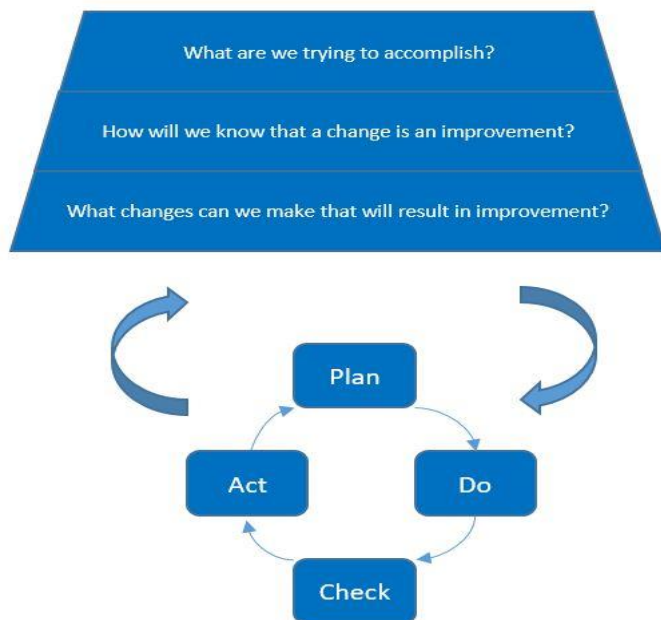 What are we trying to accomplish?
How will we know that a change is an improvement?
What changes can we make that will result in improvement?
Plan
Act
Do
Check